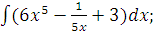 ∫(6x⁵ − 1/5x + 3)dx;